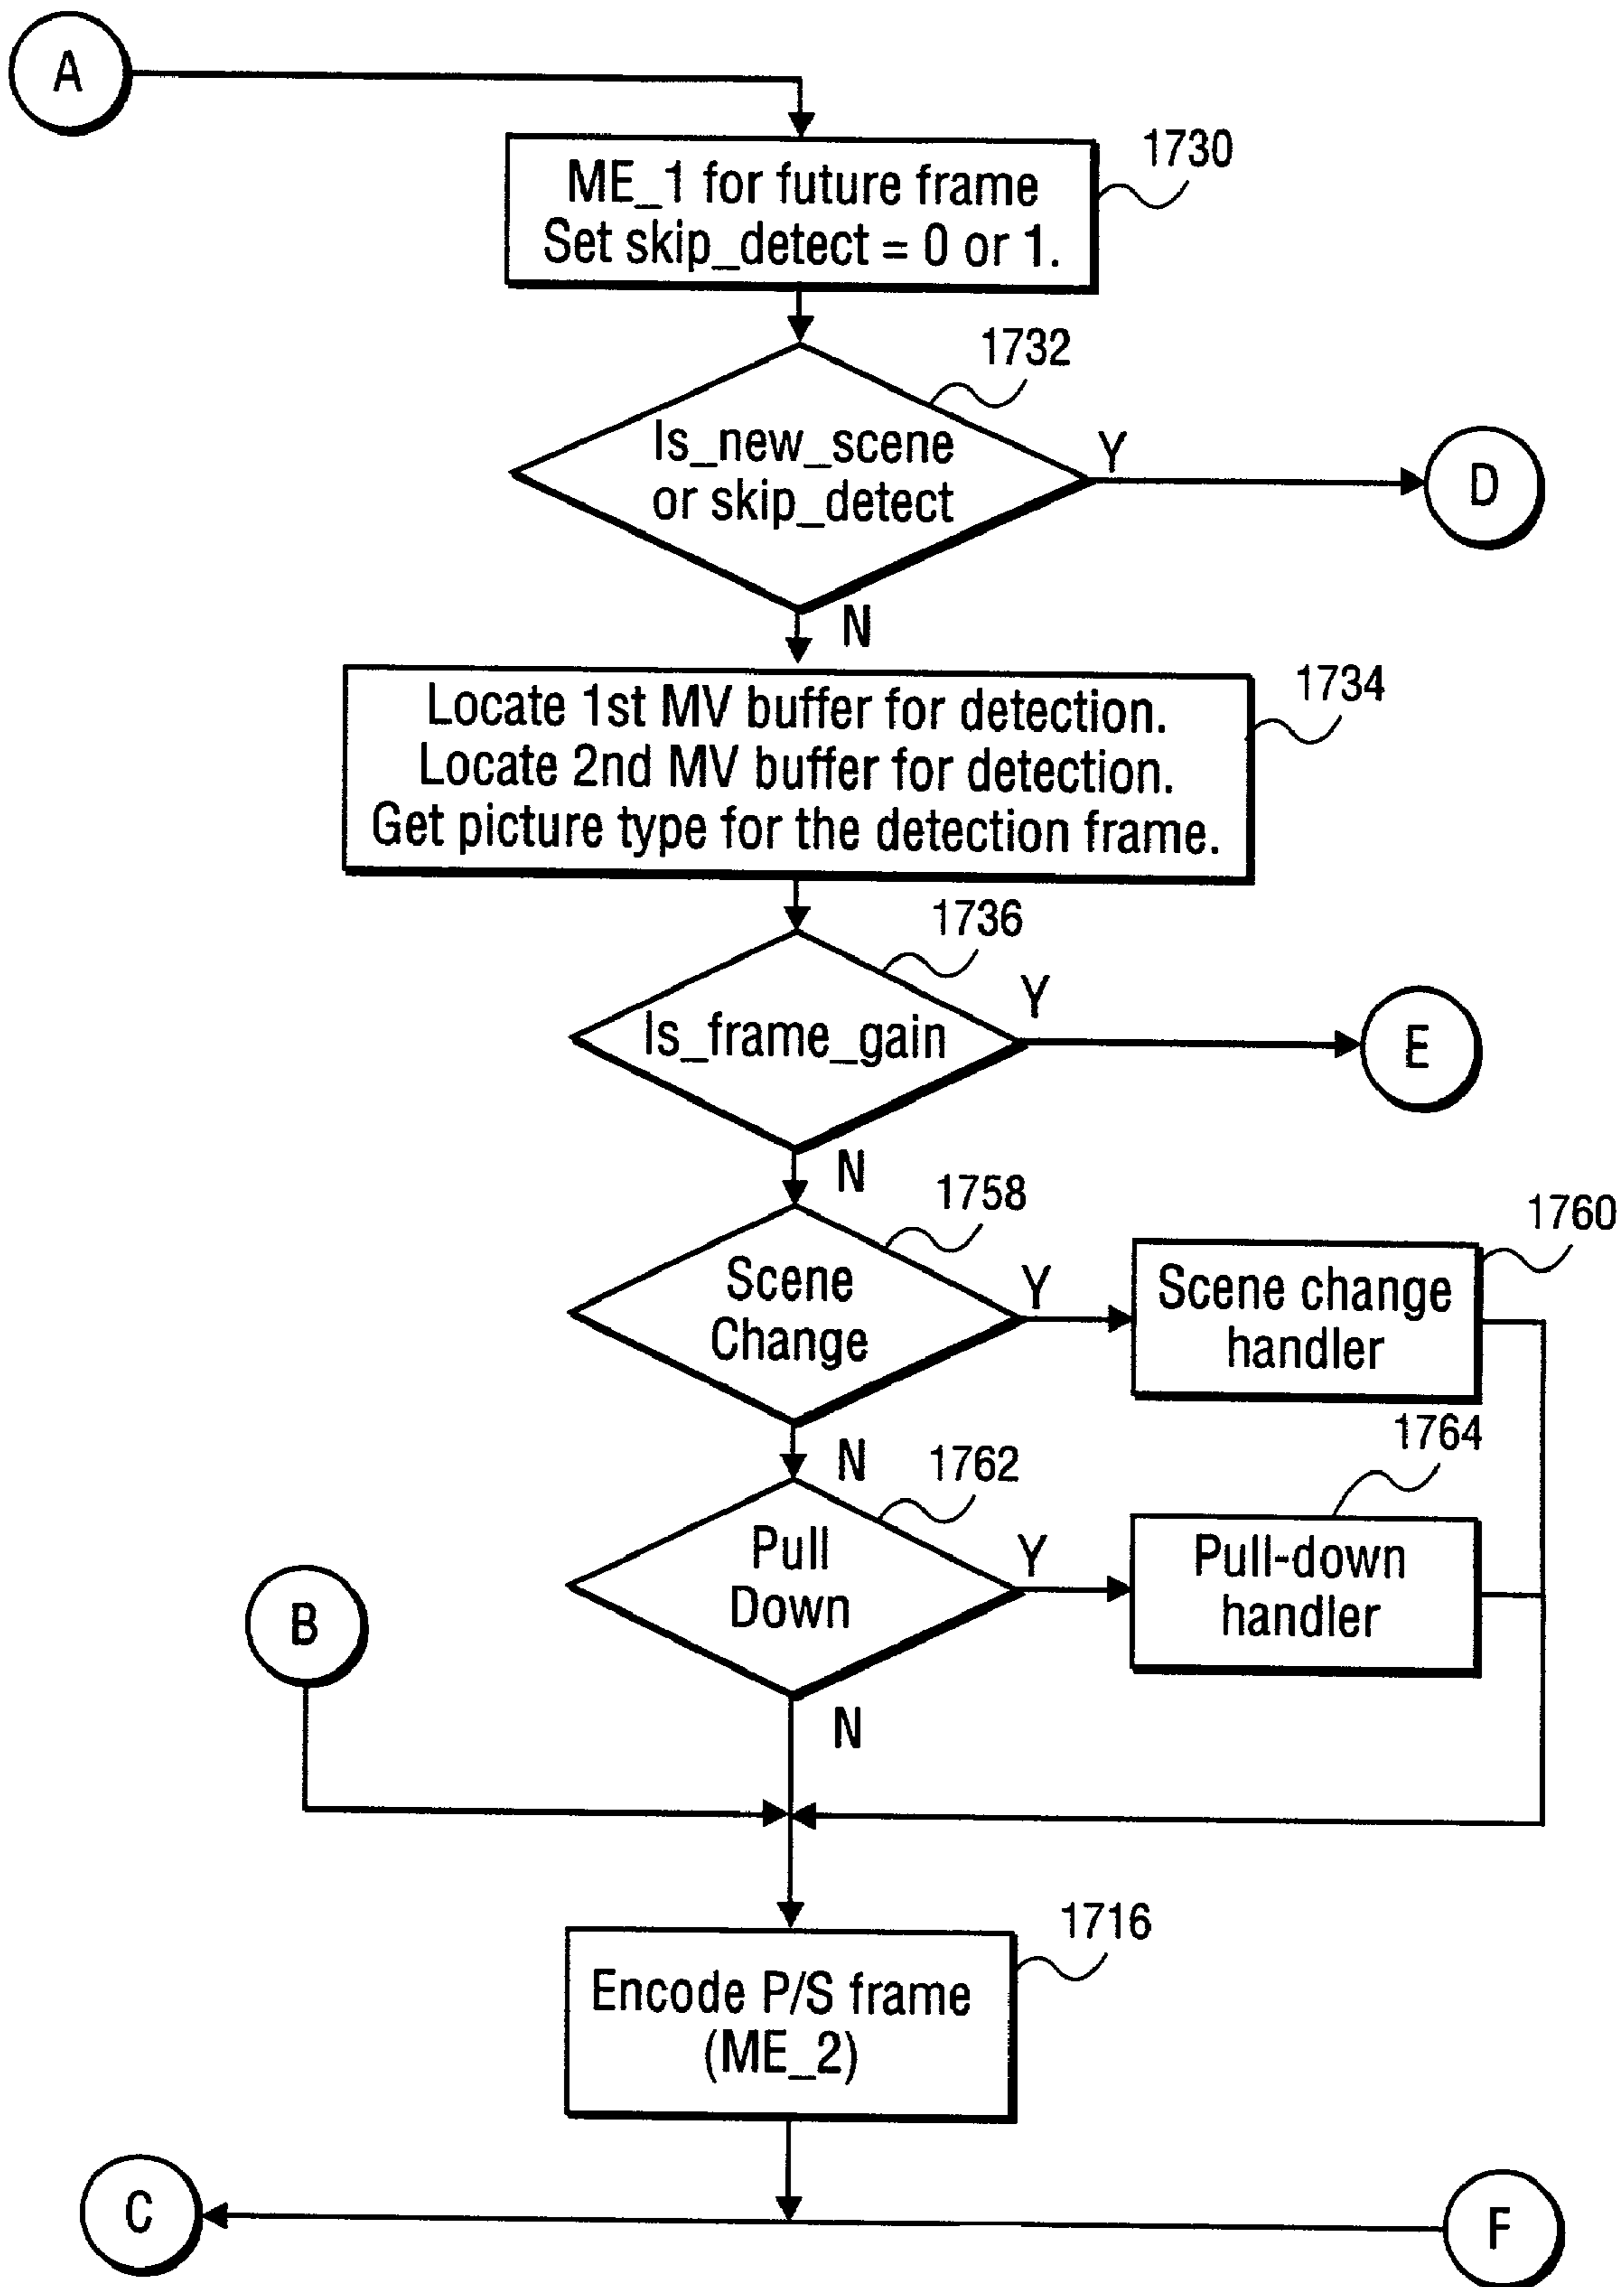 A
1730
ME_1 for future frame
Set skip_detect = 0 or 1.
1732
Is_new_scene
or skip_detect
Y
D
N
1734
Locate 1st MV buffer for detection.
Locate 2nd MV buffer for detection.
Get picture type for the detection frame.
1736
Is_frame_gain
Y
E
N
1758
Scene
Change
Y
1760
Scene change
handler
N
1762
Pull
Down
Y
1764
Pull-down
handler
B
N
1716
Encode P/S frame
(ME_2)
C
F